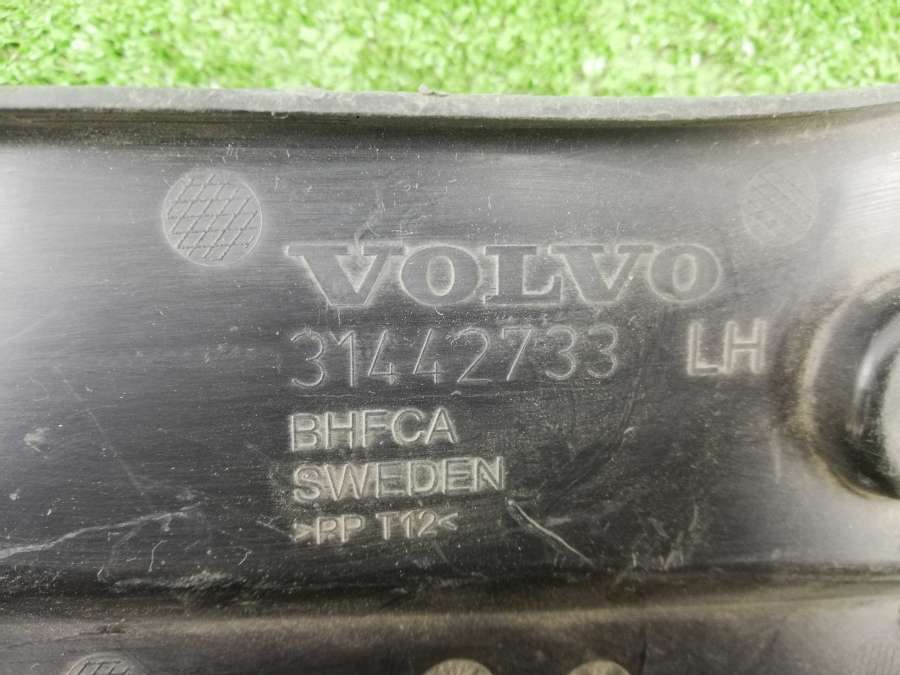 VOLVO
31442733 LH
BHFCA
SWEDEN
>PP T12<